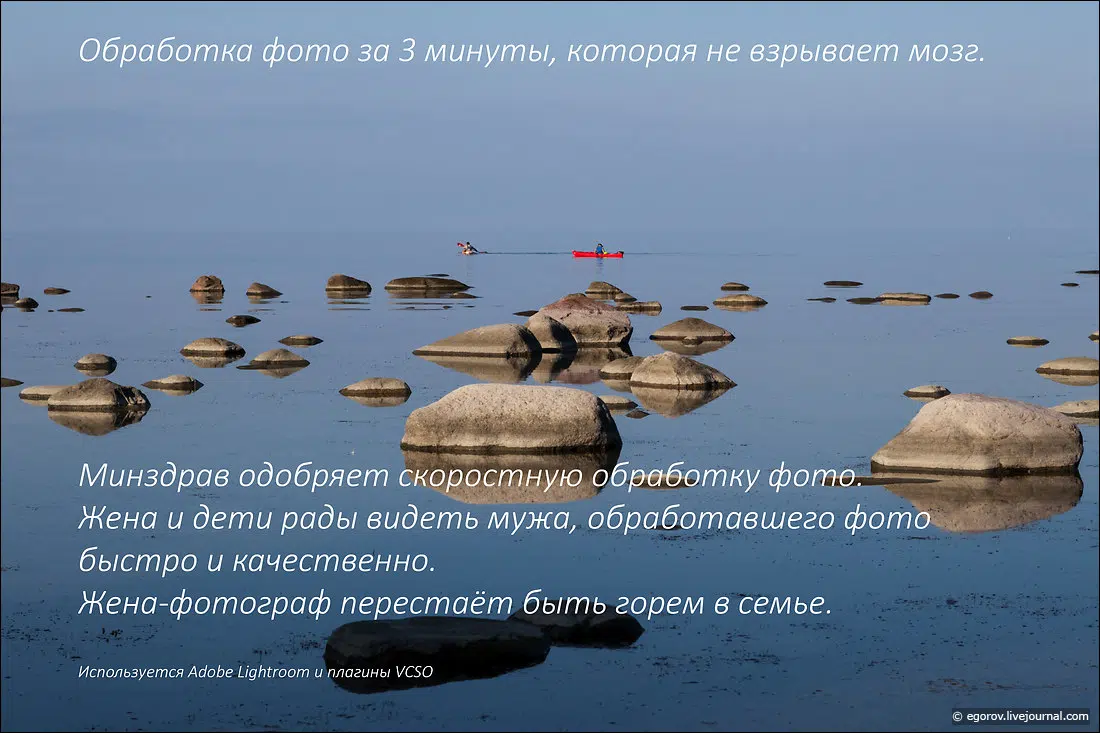 Обработка фото за 3 минуты, которая не взрывает мозг.
Минздрав одобряет скоростную обработку фото.
Жена и дети рады видеть мужа, обработавшего фото
быстро и качественно.
Жена-фотограф перестаёт быть горем в семье.
Используется Adobe Lightroom и плагины VCSO
© egorov.livejournal.com